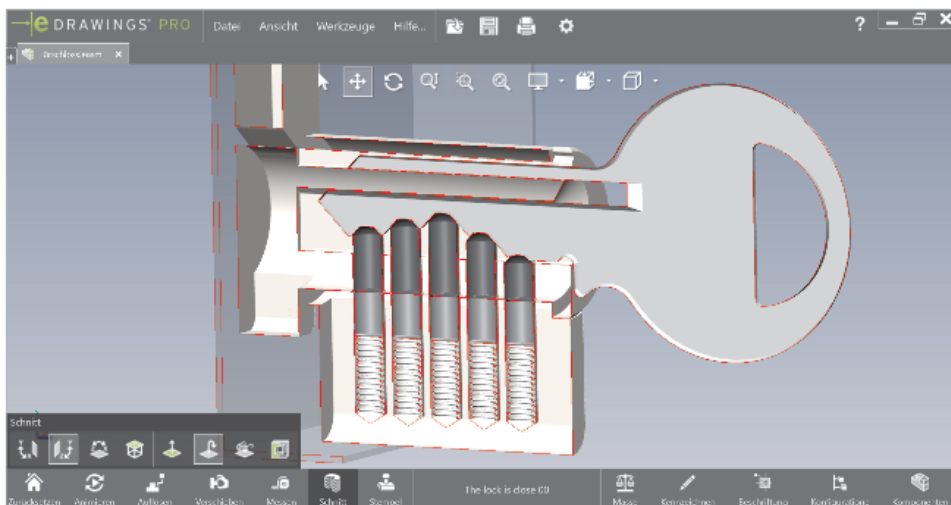 eDRAWINGS® PRO Datei Ansicht Werkzeuge Hilfe... ?
Schnitt
Zurücksetzen Animieren Auflösen Verschieben Messen Schnitt Stempel The lock is close 00 Masse Kennzeichnen Beschriftung Konfiguratione Komponenten